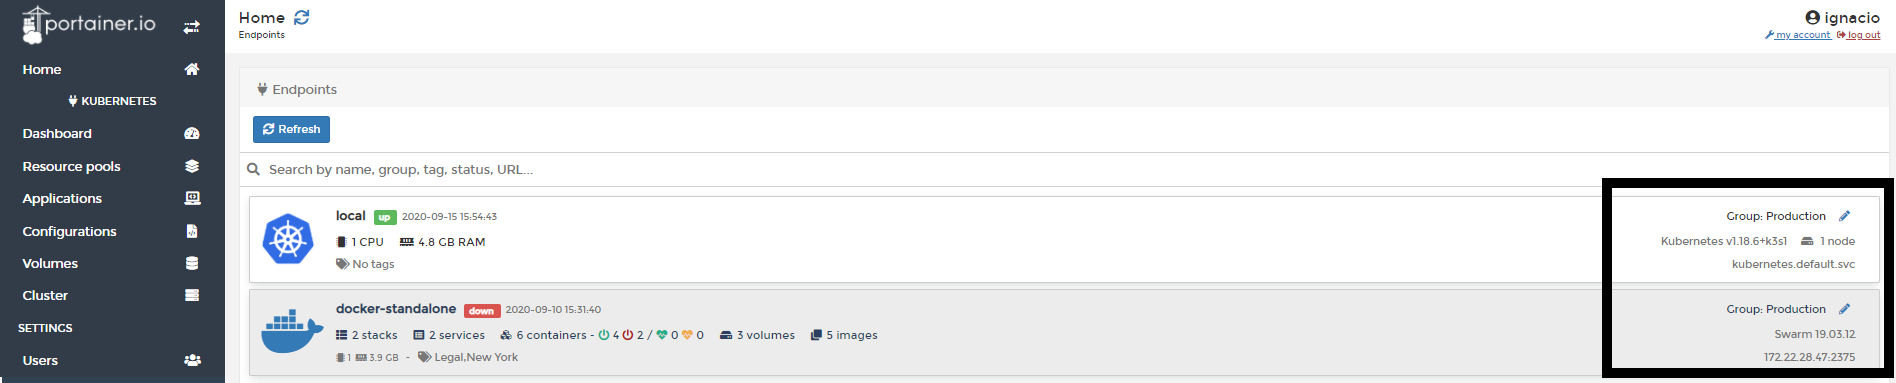 portainer.io
Home
KUBERNETES
Dashboard
Resource pools
Applications
Configurations
Volumes
Cluster
SETTINGS
Users
Home
Endpoints
ignacio
my account log out
Endpoints
Refresh
Search by name, group, tag, status, URL...
local up 2020-09-15 15:54:43
1 CPU 4.8 GB RAM
No tags
Group: Production
Kubernetes v1.18.6+k3s1 1 node
kubernetes.default.svc
docker-standalone down 2020-09-10 15:31:40
2 stacks 2 services 6 containers - 4 2 / 0 0 3 volumes 5 images
1 3.9 GB - Legal,New York
Group: Production
Swarm 19.03.12
172.22.28.47:2375